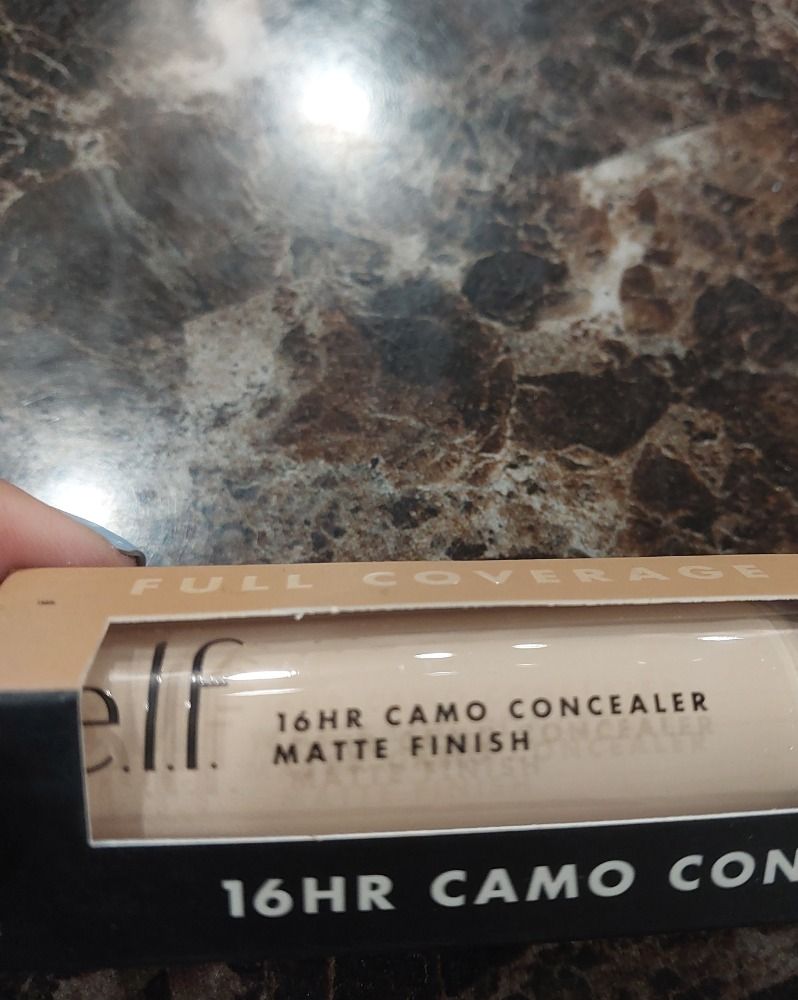 FULL COVERAGE
e.l.f.
16HR CAMO CONCEALER
MATTE FINISH
16HR CAMO CON